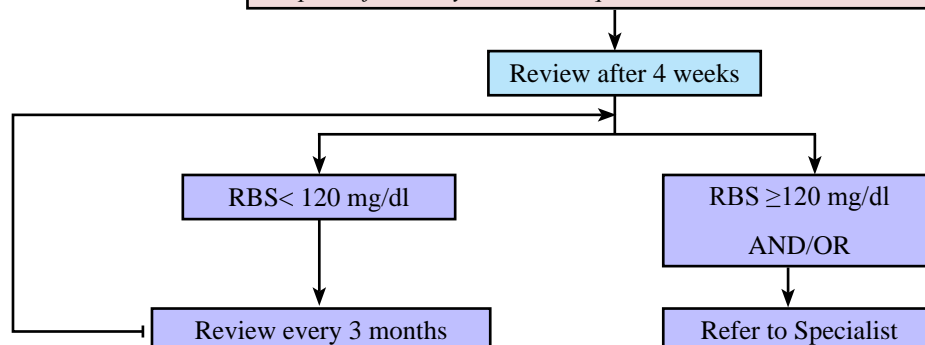 Review after 4 weeks
RBS< 120 mg/dl
RBS ≥120 mg/dl
AND/OR
Review every 3 months
Refer to Specialist